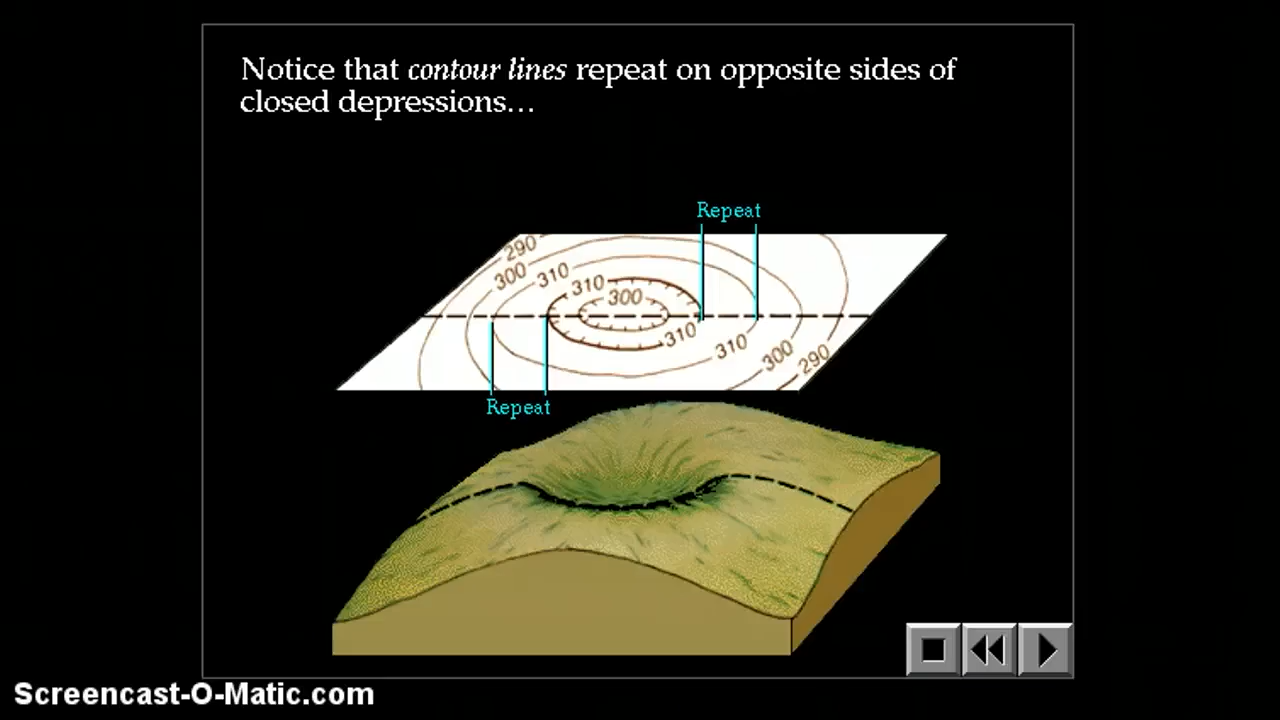 Notice that contour lines repeat on opposite sides of
closed depressions...
Repeat
290
300
310
310
300
310
310
300
290
Repeat
Screencast-O-Matic.com